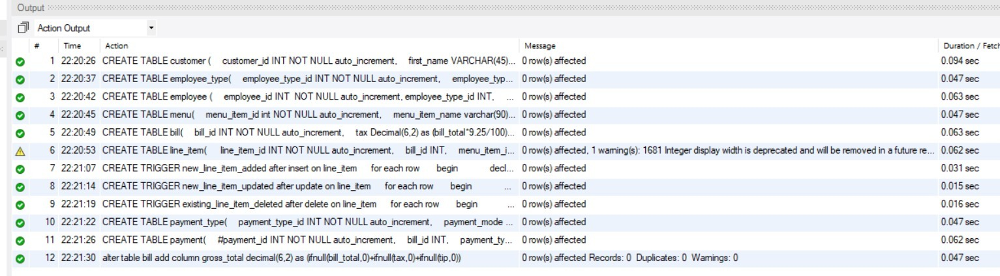 Output
Action Output
# Time Action Message Duration / Fetch
1 22:20:26 CREATE TABLE customer ( customer_id INT NOT NULL auto_increment, first_name VARCHAR(45)... 0 row(s) affected 0.094 sec
2 22:20:37 CREATE TABLE employee_type( employee_type_id INT NOT NULL auto_increment, employee_typ... 0 row(s) affected 0.047 sec
3 22:20:42 CREATE TABLE employee ( employee_id INT NOT NULL auto_increment, employee_type_id INT, ... 0 row(s) affected 0.063 sec
4 22:20:45 CREATE TABLE menu( menu_item_id int NOT NULL auto_increment, menu_item_name varchar(90)... 0 row(s) affected 0.047 sec
5 22:20:49 CREATE TABLE bill( bill_id INT NOT NULL auto_increment, tax Decimal(6,2) as (bill_total*9.25/100)... 0 row(s) affected 0.063 sec
6 22:20:53 CREATE TABLE line_item( line_item_id INT NOT NULL auto_increment, bill_id INT, menu_item_i... 0 row(s) affected, 1 warning(s): 1681 Integer display width is deprecated and will be removed in a future re... 0.062 sec
7 22:21:07 CREATE TRIGGER new_line_item_added after insert on line_item for each row begin decl... 0 row(s) affected 0.031 sec
8 22:21:14 CREATE TRIGGER new_line_item_updated after update on line_item for each row begin ... 0 row(s) affected 0.015 sec
9 22:21:19 CREATE TRIGGER existing_line_item_deleted after delete on line_item for each row begin ... 0 row(s) affected 0.016 sec
10 22:21:22 CREATE TABLE payment_type( payment_type_id INT NOT NULL auto_increment, payment_mode ... 0 row(s) affected 0.047 sec
11 22:21:26 CREATE TABLE payment( #payment_id INT NOT NULL auto_increment, bill_id INT, payment_ty... 0 row(s) affected 0.062 sec
12 22:21:30 alter table bill add column gross_total decimal(6,2) as (ifnull(bill_total,0)+ifnull(tax,0)+ifnull(tip,0)) 0 row(s) affected Records: 0 Duplicates: 0 Warnings: 0 0.047 sec